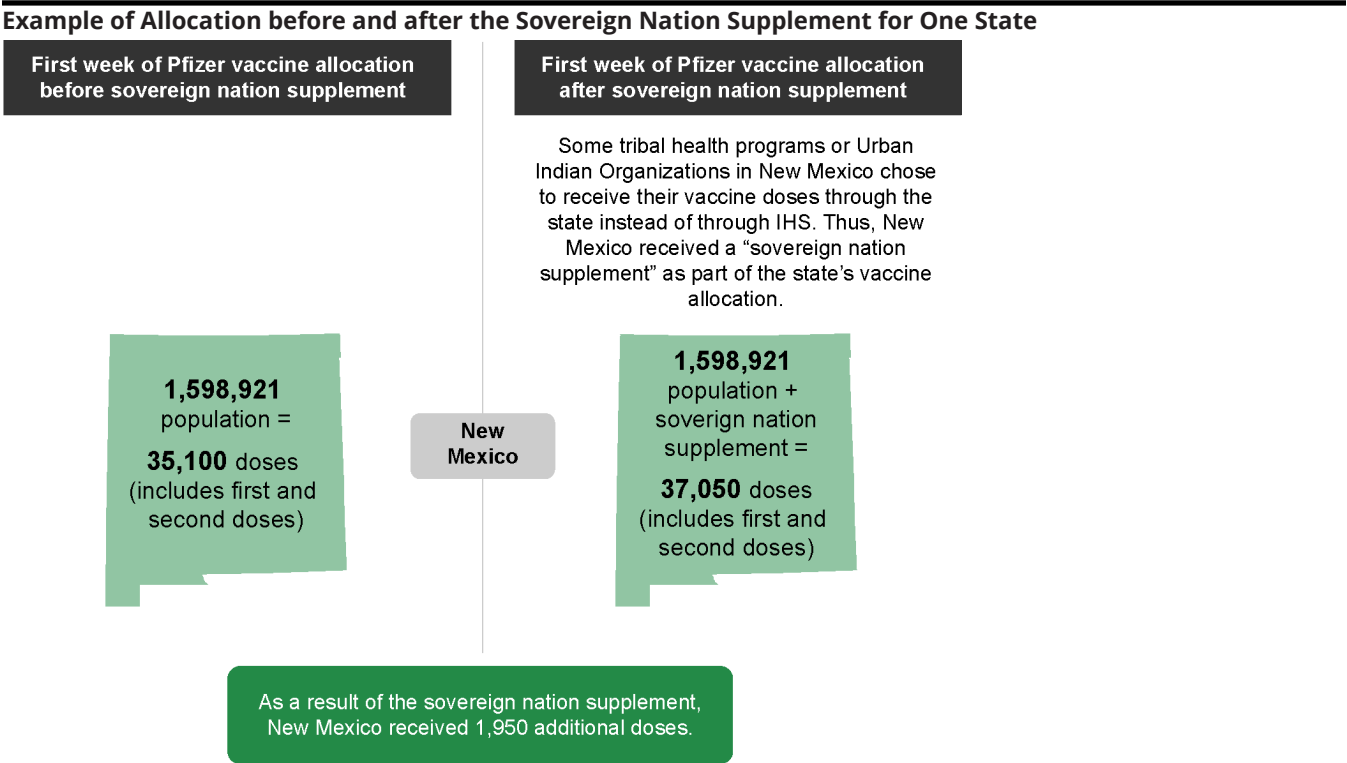 Example of Allocation before and after the Sovereign Nation Supplement for One State
First week of Pfizer vaccine allocation
before sovereign nation supplement
First week of Pfizer vaccine allocation
after sovereign nation supplement
Some tribal health programs or Urban
Indian Organizations in New Mexico chose
to receive their vaccine doses through the
state instead of through IHS. Thus, New
Mexico received a “sovereign nation
supplement” as part of the state’s vaccine
allocation.
1,598,921
population =
35,100 doses
(includes first and
second doses)
New
Mexico
1,598,921
population +
soverign nation
supplement =
37,050 doses
(includes first and
second doses)
As a result of the sovereign nation supplement,
New Mexico received 1,950 additional doses.